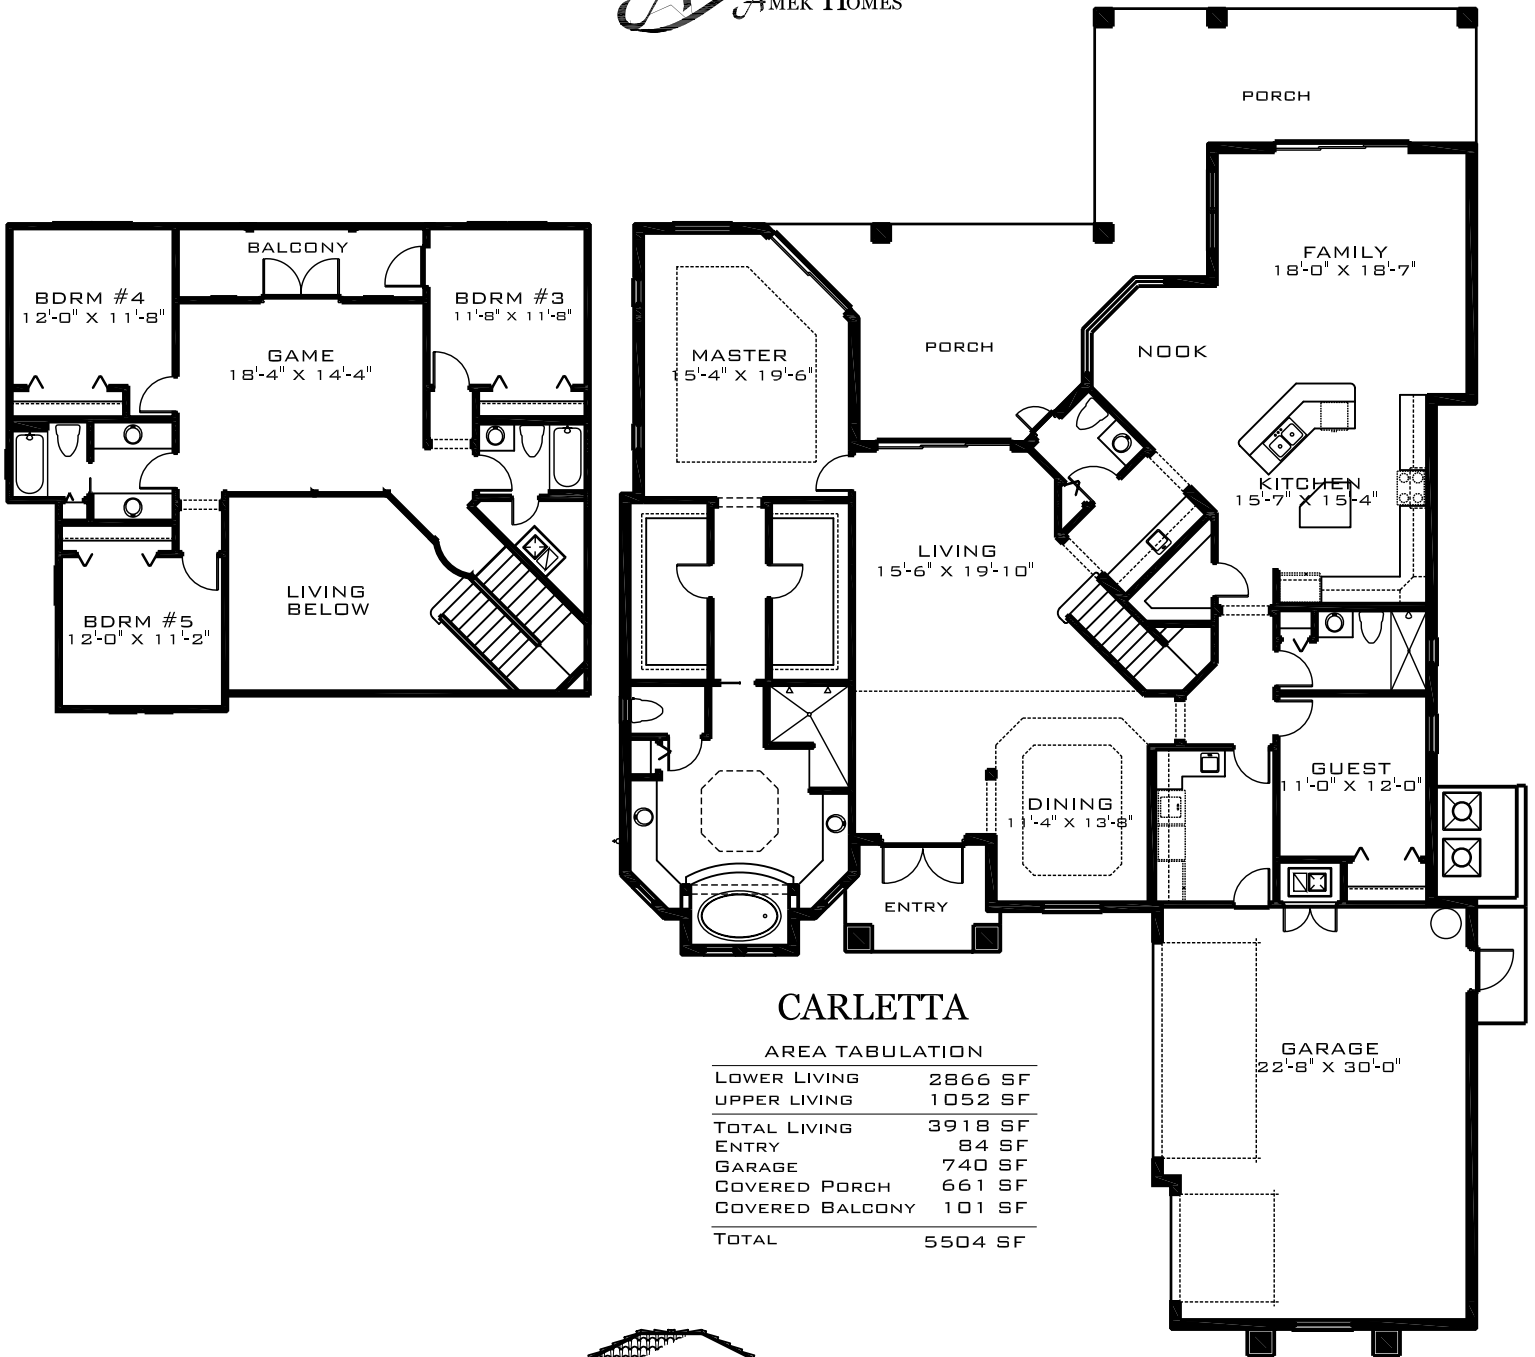 AMEK HOMES
PORCH
BALCONY
FAMILY
18'-0" X 18'-7"
BDRM #4
12'-0" X 11'-8"
BDRM #3
11'-8" X 11'-8"
GAME
18'-4" X 14'-4"
MASTER
15'-4" X 19'-6"
PORCH
NOOK
KITCHEN
15'-7" X 15'-4"
LIVING
15'-6" X 19'-10"
LIVING
BELOW
BDRM #5
12'-0" X 11'-2"
GUEST
11'-0" X 12'-0"
DINING
11'-4" X 13'-8"
ENTRY
GARAGE
22'-8" X 30'-0"
CARLETTA
AREA TABULATION
LOWER LIVING 2866 SF
UPPER LIVING 1052 SF
TOTAL LIVING 3918 SF
ENTRY 84 SF
GARAGE 740 SF
COVERED PORCH 661 SF
COVERED BALCONY 101 SF
TOTAL 5504 SF